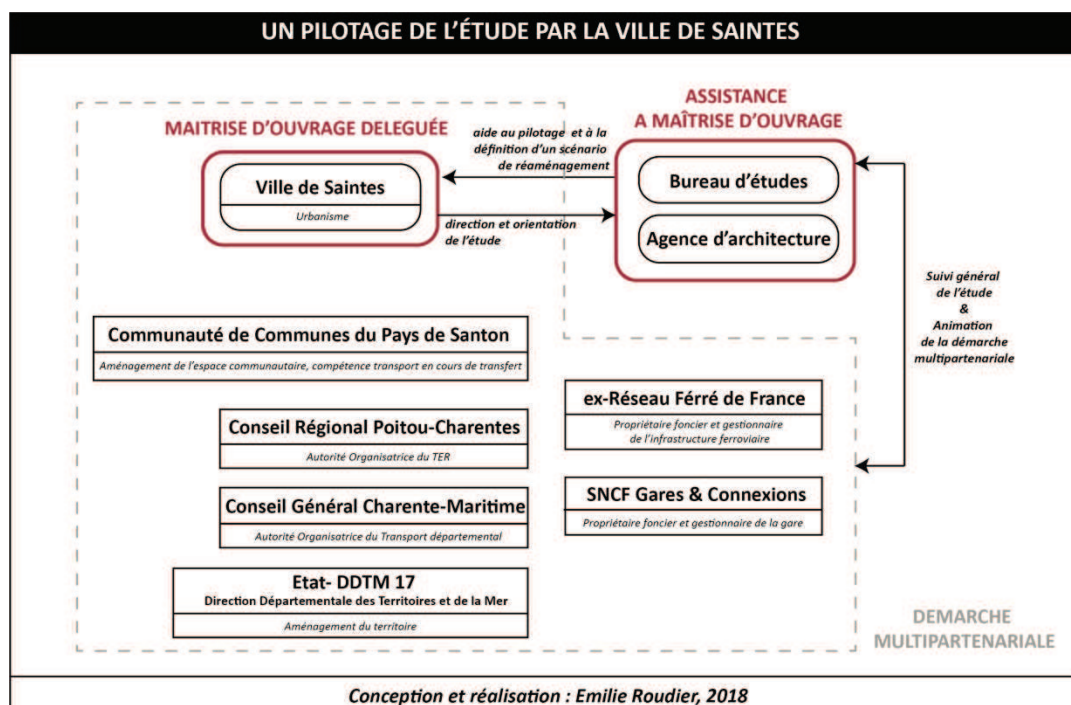 UN PILOTAGE DE L'ÉTUDE PAR LA VILLE DE SAINTES
MAITRISE D'OUVRAGE DELEGUÉE
Ville de Saintes
Urbanisme
aide au pilotage et à la
définition d'un scénario
de réaménagement
direction et orientation
de l'étude
ASSISTANCE
A MAÎTRISE D'OUVRAGE
Bureau d'études
Agence d'architecture
Suivi général
de l'étude
&
Animation
de la démarche
multipartenariale
Communauté de Communes du Pays de Santon
Aménagement de l'espace communautaire, compétence transport en cours de transfert
Conseil Régional Poitou-Charentes
Autorité Organisatrice du TER
Conseil Général Charente-Maritime
Autorité Organisatrice du Transport départemental
Etat- DDTM 17
Direction Départementale des Territoires et de la Mer
Aménagement du territoire
ex-Réseau Férré de France
Propriétaire foncier et gestionnaire
de l'infrastructure ferroviaire
SNCF Gares & Connexions
Propriétaire foncier et gestionnaire de la gare
DEMARCHE
MULTIPARTENARIALE
Conception et réalisation : Emilie Roudier, 2018